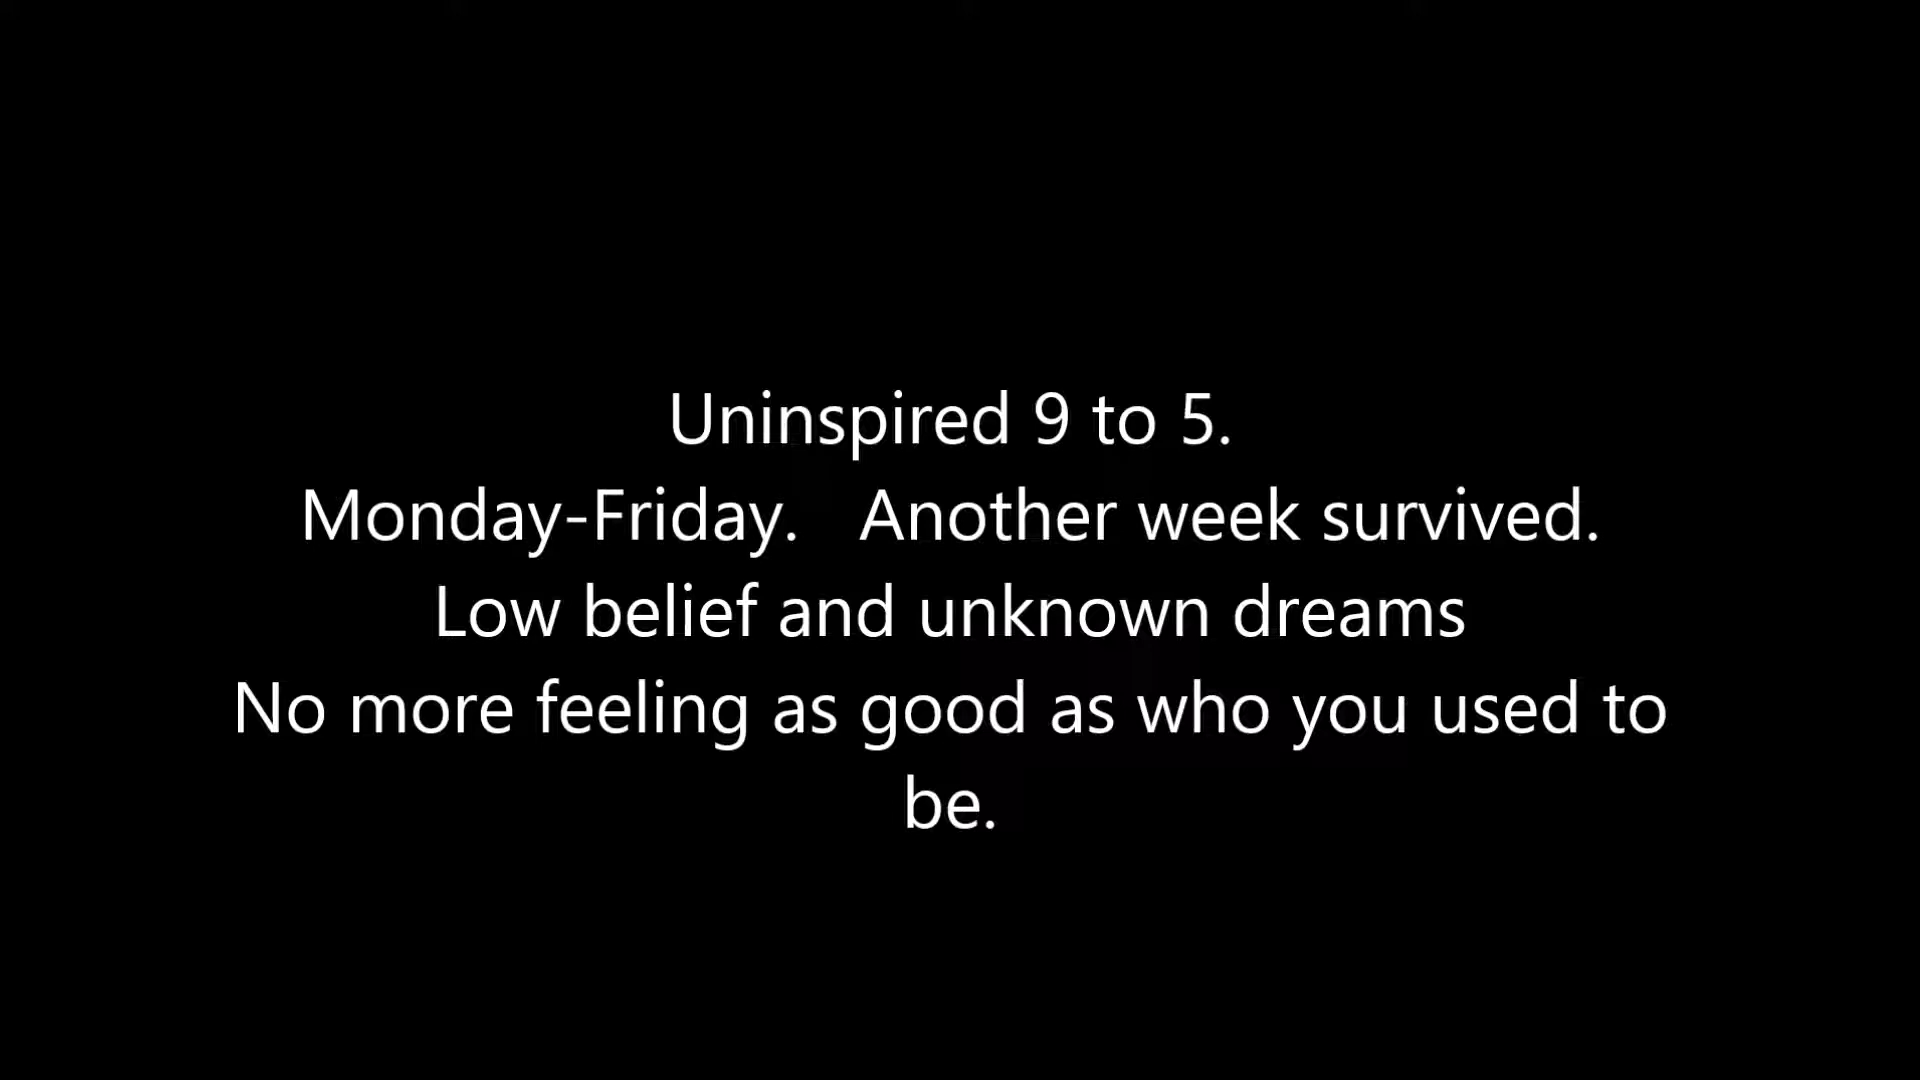 Uninspired 9 to 5.
Monday-Friday.   Another week survived.
Low belief and unknown dreams
No more feeling as good as who you used to
be.